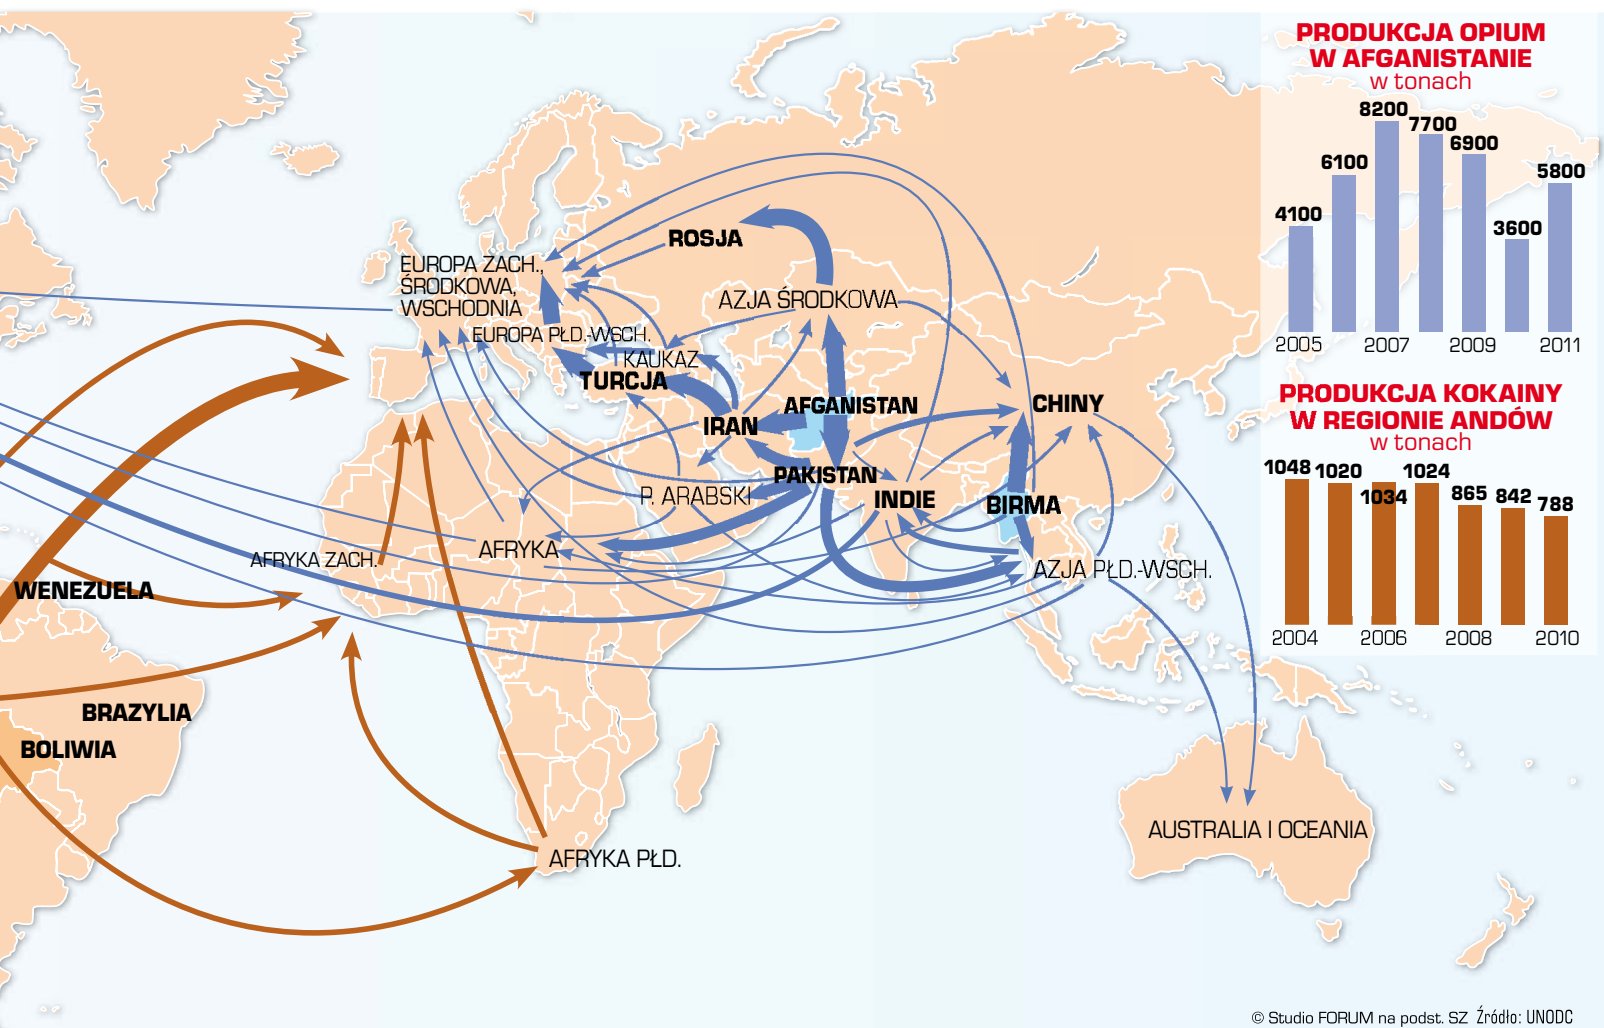 PRODUKCJA OPIUM
W AFGANISTANIE
w tonach
8200
7700
6900
6100
5800
4100
3600
2005
2007
2009
2011
PRODUKCJA KOKAINY
W REGIONIE ANDÓW
w tonach
1048
1020
1034
1024
865
842
788
2004
2006
2008
2010
ROSJA
EUROPA ZACH.,
ŚRODKOWA,
WSCHODNIA
AZJA ŚRODKOWA
EUROPA PŁD.-WSCH.
KAUKAZ
TURCJA
AFGANISTAN
CHINY
IRAN
PAKISTAN
P. ARABSKI
INDIE
BIRMA
AFRYKA
AFRYKA ZACH.
AZJA PŁD.-WSCH.
WENEZUELA
BRAZYLIA
BOLIWIA
AUSTRALIA I OCEANIA
AFRYKA PŁD.
© Studio FORUM na podst. SZ Źródło: UNODC